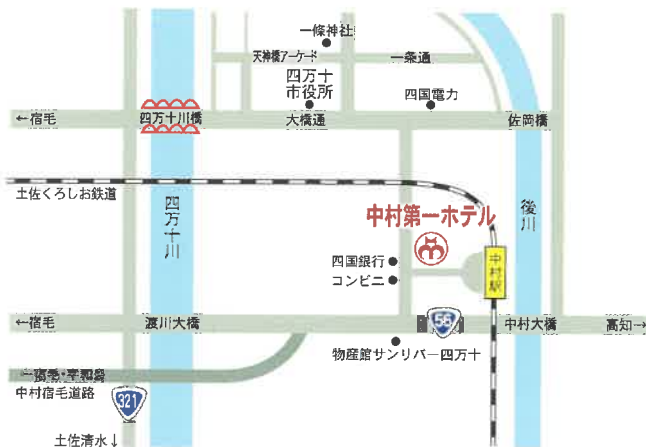 一條神社
天神橋アーケード
一条通
四万十
市役所
四国電力
←宿毛
四万十川橋
大橋通
佐岡橋
土佐くろしお鉄道
四万十川
中村第一ホテル
後川
四国銀行
コンビニ
中村駅
←宿毛
渡川大橋
56
中村大橋
高知→
物産館サンリバー四万十
←宿毛・宇和島
中村宿毛道路
321
土佐清水↓